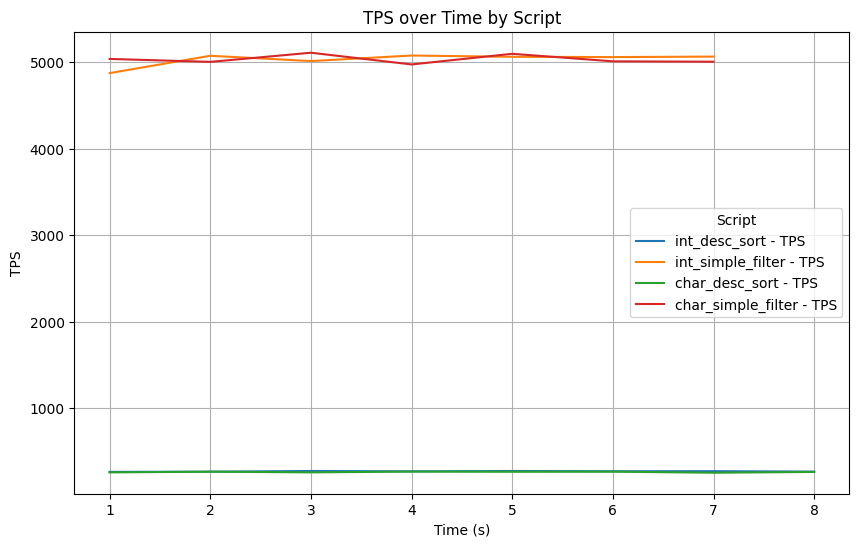 TPS over Time by Script
TPS
5000
4000
3000
2000
1000
Script
int_desc_sort - TPS
int_simple_filter - TPS
char_desc_sort - TPS
char_simple_filter - TPS
1 2 3 4 5 6 7 8
Time (s)